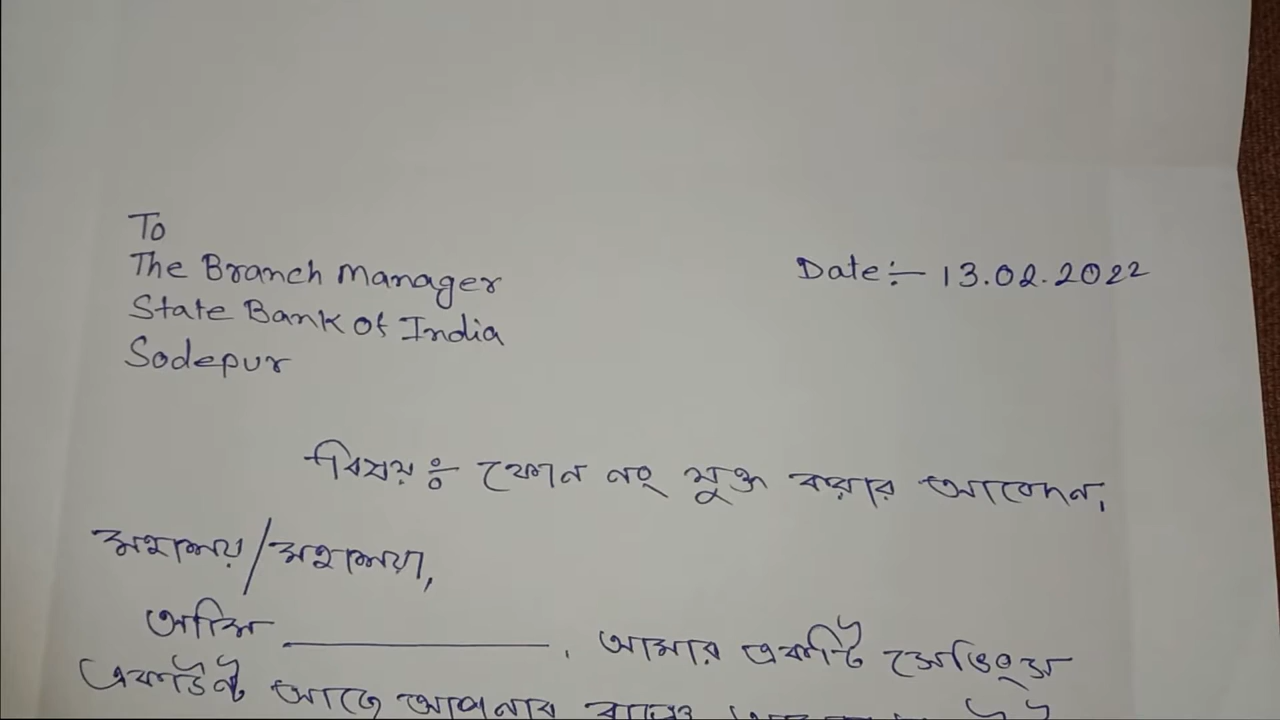 To
The Branch Manager
State Bank of India
Sodepur
Date:- 13.02.2022
বিষয়ঃ- ফোন নং যুক্ত করার আবেদন,
মহাশয়/মহাশয়া,
আমি ____________. আমার একটি সেভিংস
একাউন্ট আছে আপনার